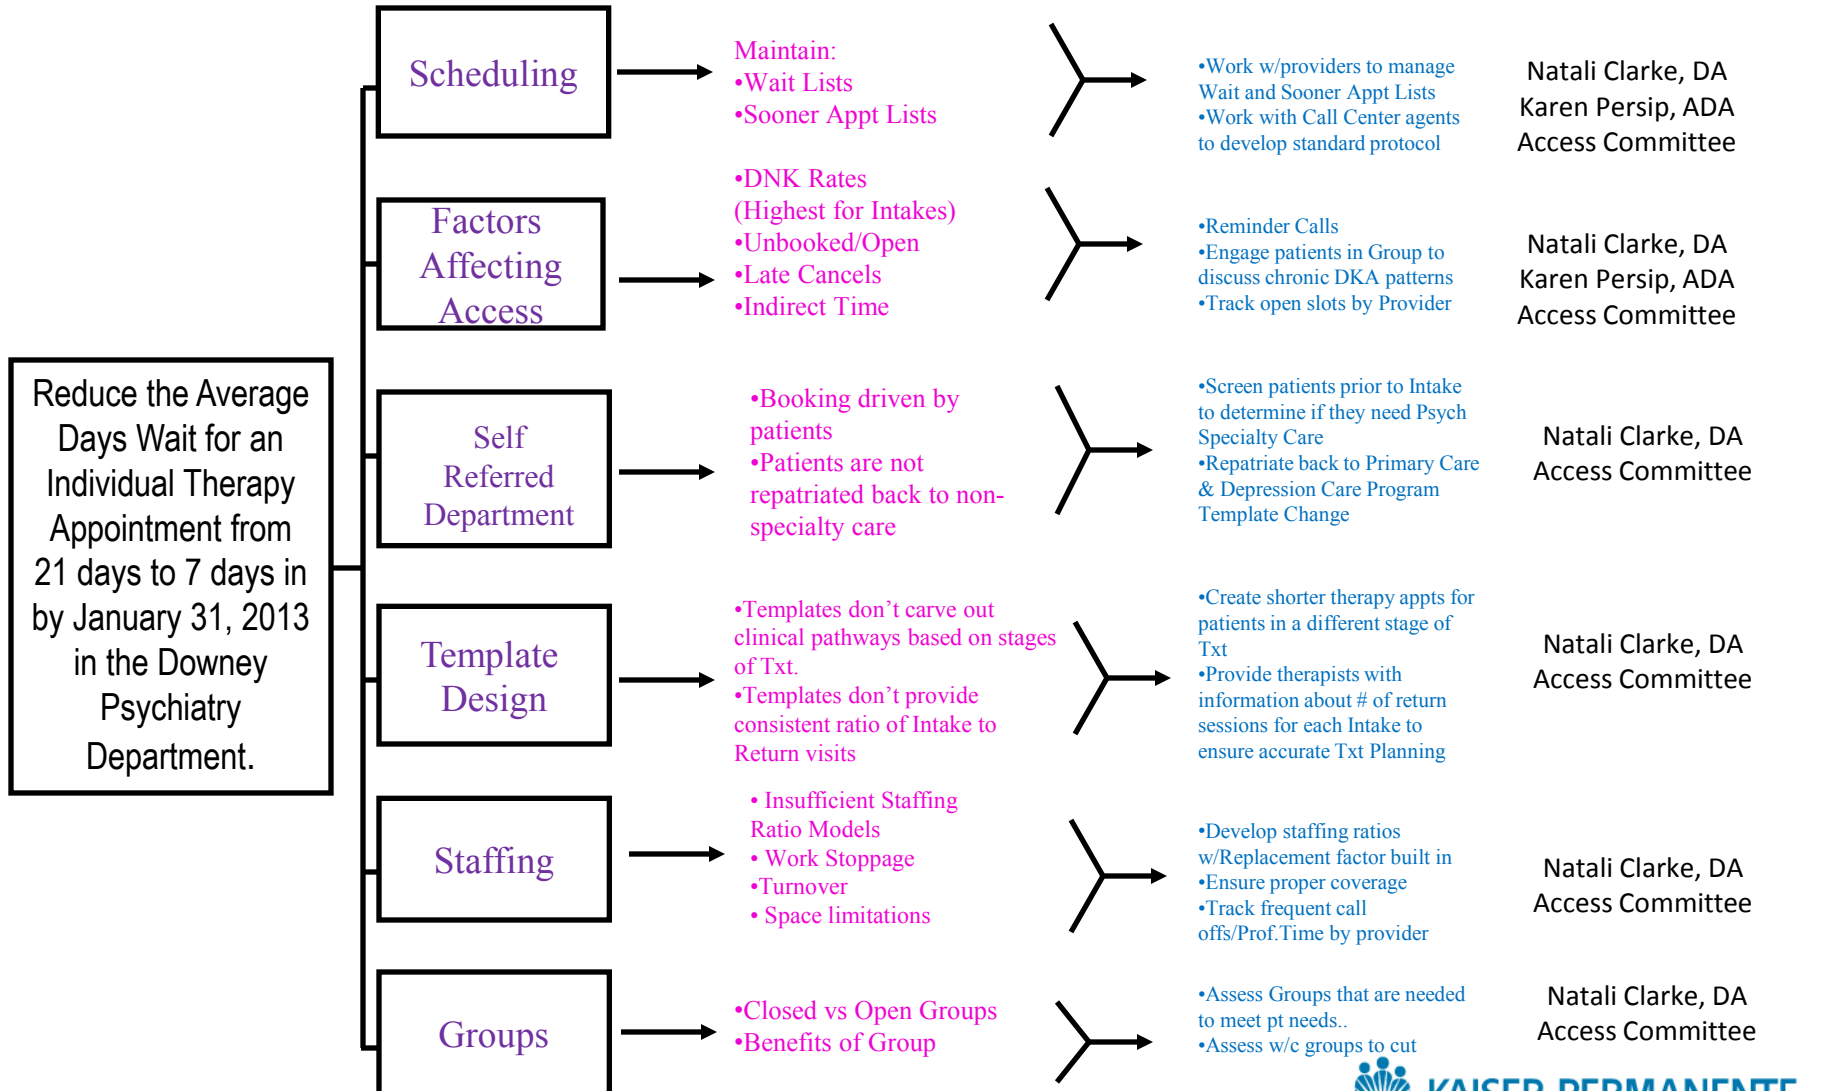 Reduce the Average
Days Wait for an
Individual Therapy
Appointment from
21 days to 7 days in
by January 31, 2013
in the Downey
Psychiatry
Department.
Scheduling
Maintain:
•Wait Lists
•Sooner Appt Lists
•Work w/providers to manage
Wait and Sooner Appt Lists
•Work with Call Center agents
to develop standard protocol
Natali Clarke, DA
Karen Persip, ADA
Access Committee
Factors
Affecting
Access
•DNK Rates
(Highest for Intakes)
•Unbooked/Open
•Late Cancels
•Indirect Time
•Reminder Calls
•Engage patients in Group to
discuss chronic DKA patterns
•Track open slots by Provider
Natali Clarke, DA
Karen Persip, ADA
Access Committee
Self
Referred
Department
•Booking driven by
patients
•Patients are not
repatriated back to non-
specialty care
•Screen patients prior to Intake
to determine if they need Psych
Specialty Care
•Repatriate back to Primary Care
& Depression Care Program
Template Change
Natali Clarke, DA
Access Committee
Template
Design
•Templates don’t carve out
clinical pathways based on stages
of Txt.
•Templates don’t provide
consistent ratio of Intake to
Return visits
•Create shorter therapy appts for
patients in a different stage of
Txt
•Provide therapists with
information about # of return
sessions for each Intake to
ensure accurate Txt Planning
Natali Clarke, DA
Access Committee
Staffing
• Insufficient Staffing
Ratio Models
• Work Stoppage
•Turnover
• Space limitations
•Develop staffing ratios
w/Replacement factor built in
•Ensure proper coverage
•Track frequent call
offs/Prof.Time by provider
Natali Clarke, DA
Access Committee
Groups
•Closed vs Open Groups
•Benefits of Group
•Assess Groups that are needed
to meet pt needs..
•Assess w/c groups to cut
Natali Clarke, DA
Access Committee
KAISER PERMANENTE